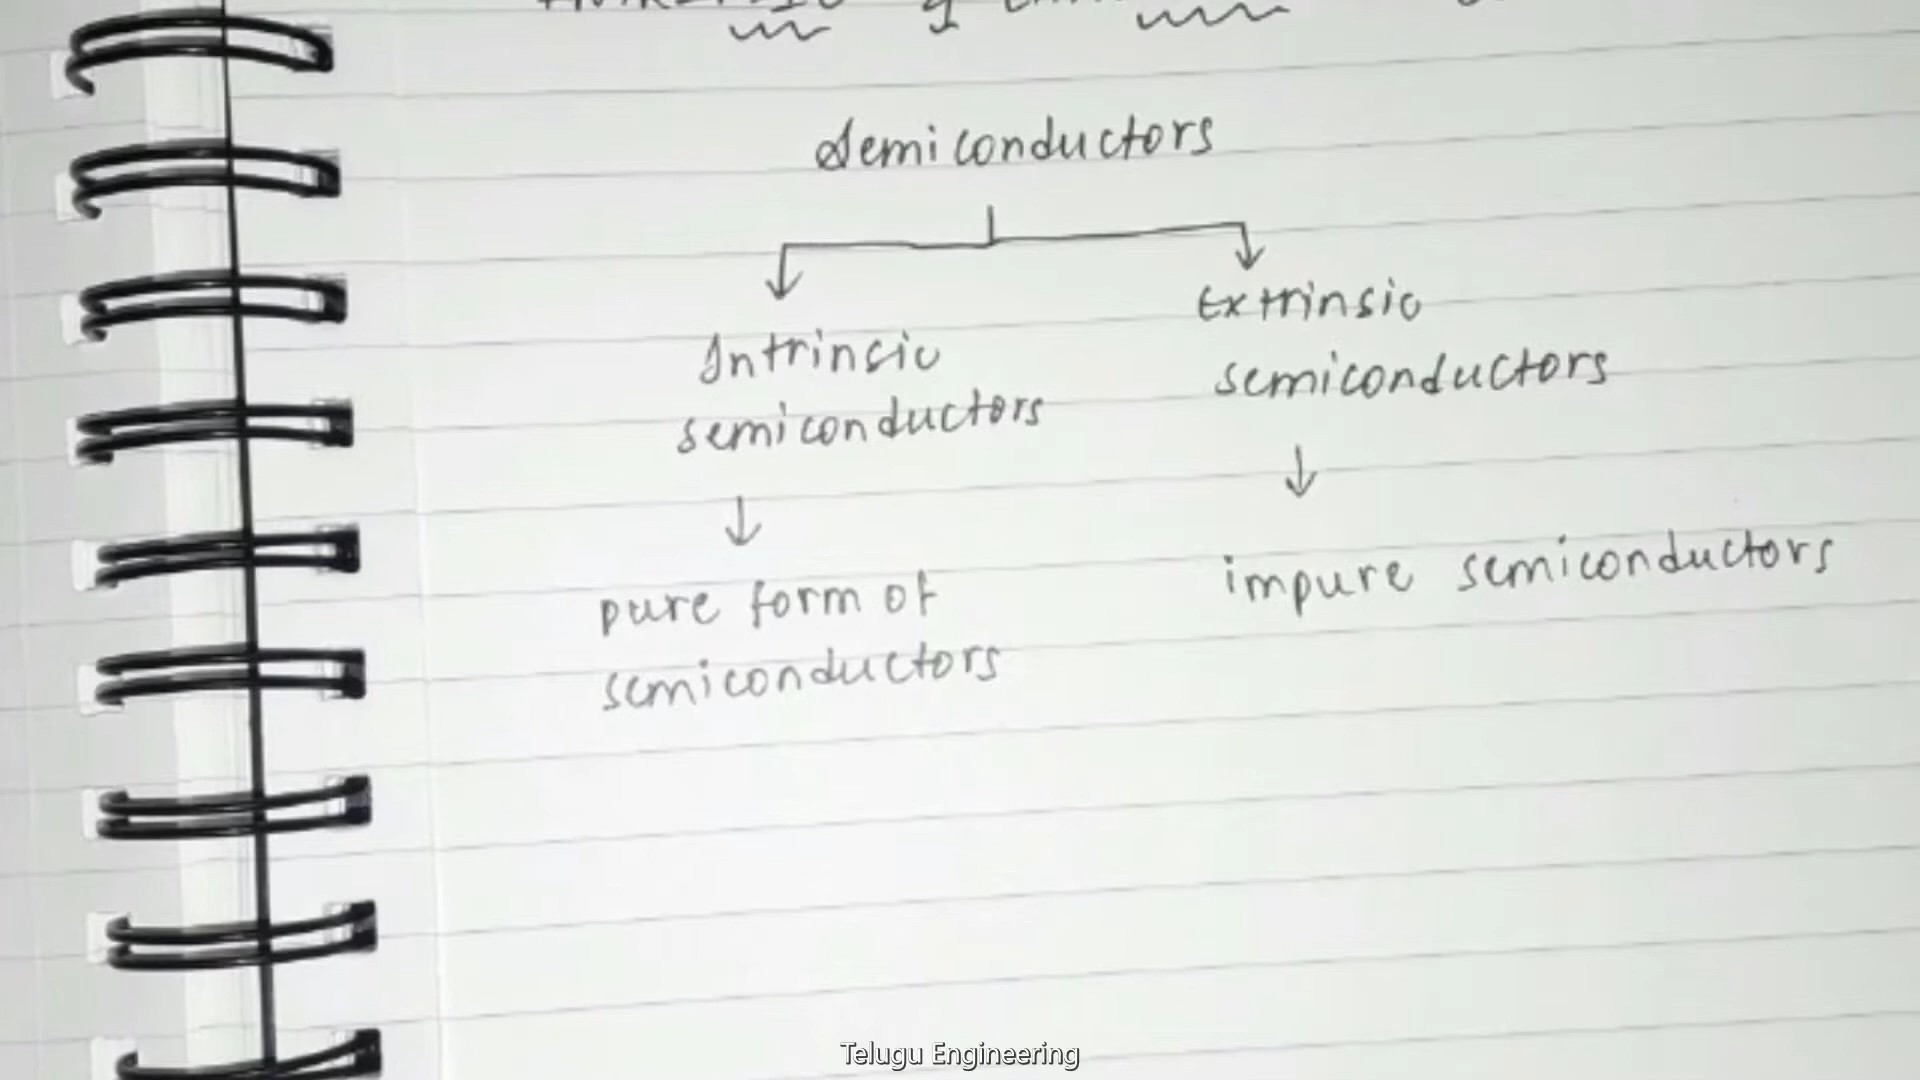 Semiconductors
Intrinsic
semiconductors
Extrinsic
semiconductors
pure form of
semiconductors
impure semiconductors
Telugu Engineering